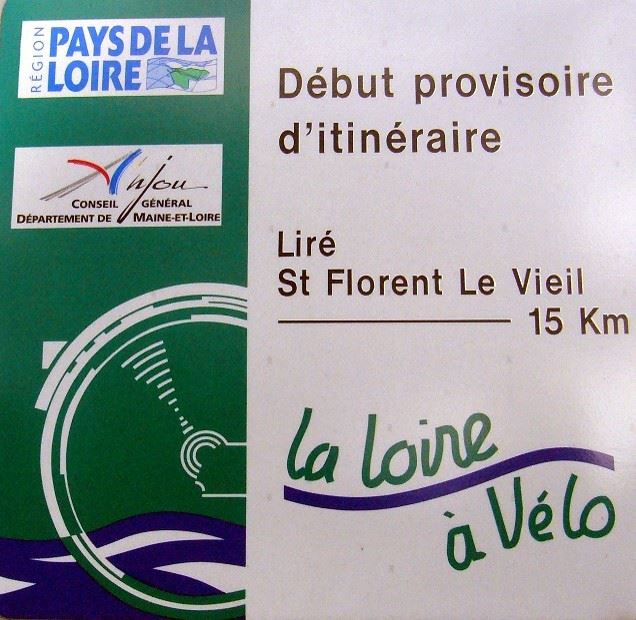 RÉGION
PAYS DE LA
LOIRE
Anjou
CONSEIL GÉNÉRAL
DÉPARTEMENT DE MAINE-ET-LOIRE
Début provisoire
d'itinéraire
Liré
St Florent Le Vieil
15 Km
La Loire
à Vélo